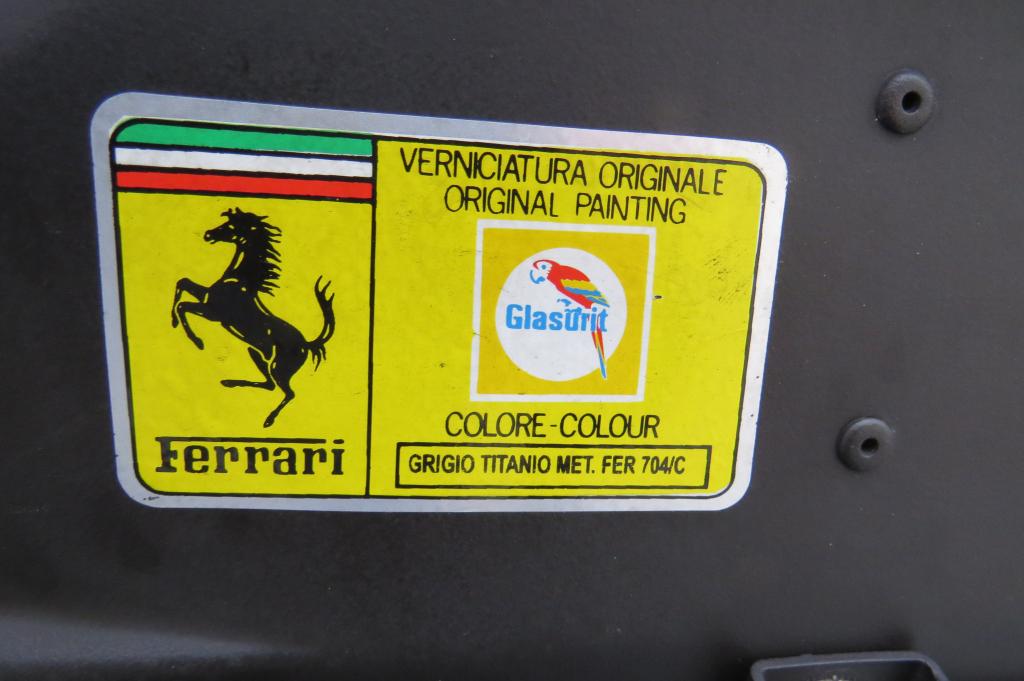 VERNICIATURA ORIGINALE
ORIGINAL PAINTING
Glasurit
COLORE-COLOUR
GRIGIO TITANIO MET. FER 704/C
Ferrari